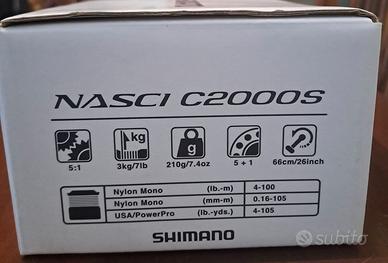 NASCI C2000S
kg
g
5:1
3kg/7lb
210g/7.4oz
5 + 1
66cm/26inch
Nylon Mono (lb.-m) 4-100
Nylon Mono (mm-m) 0.16-105
USA/PowerPro (lb.-yds.) 4-105
SHIMANO
subito